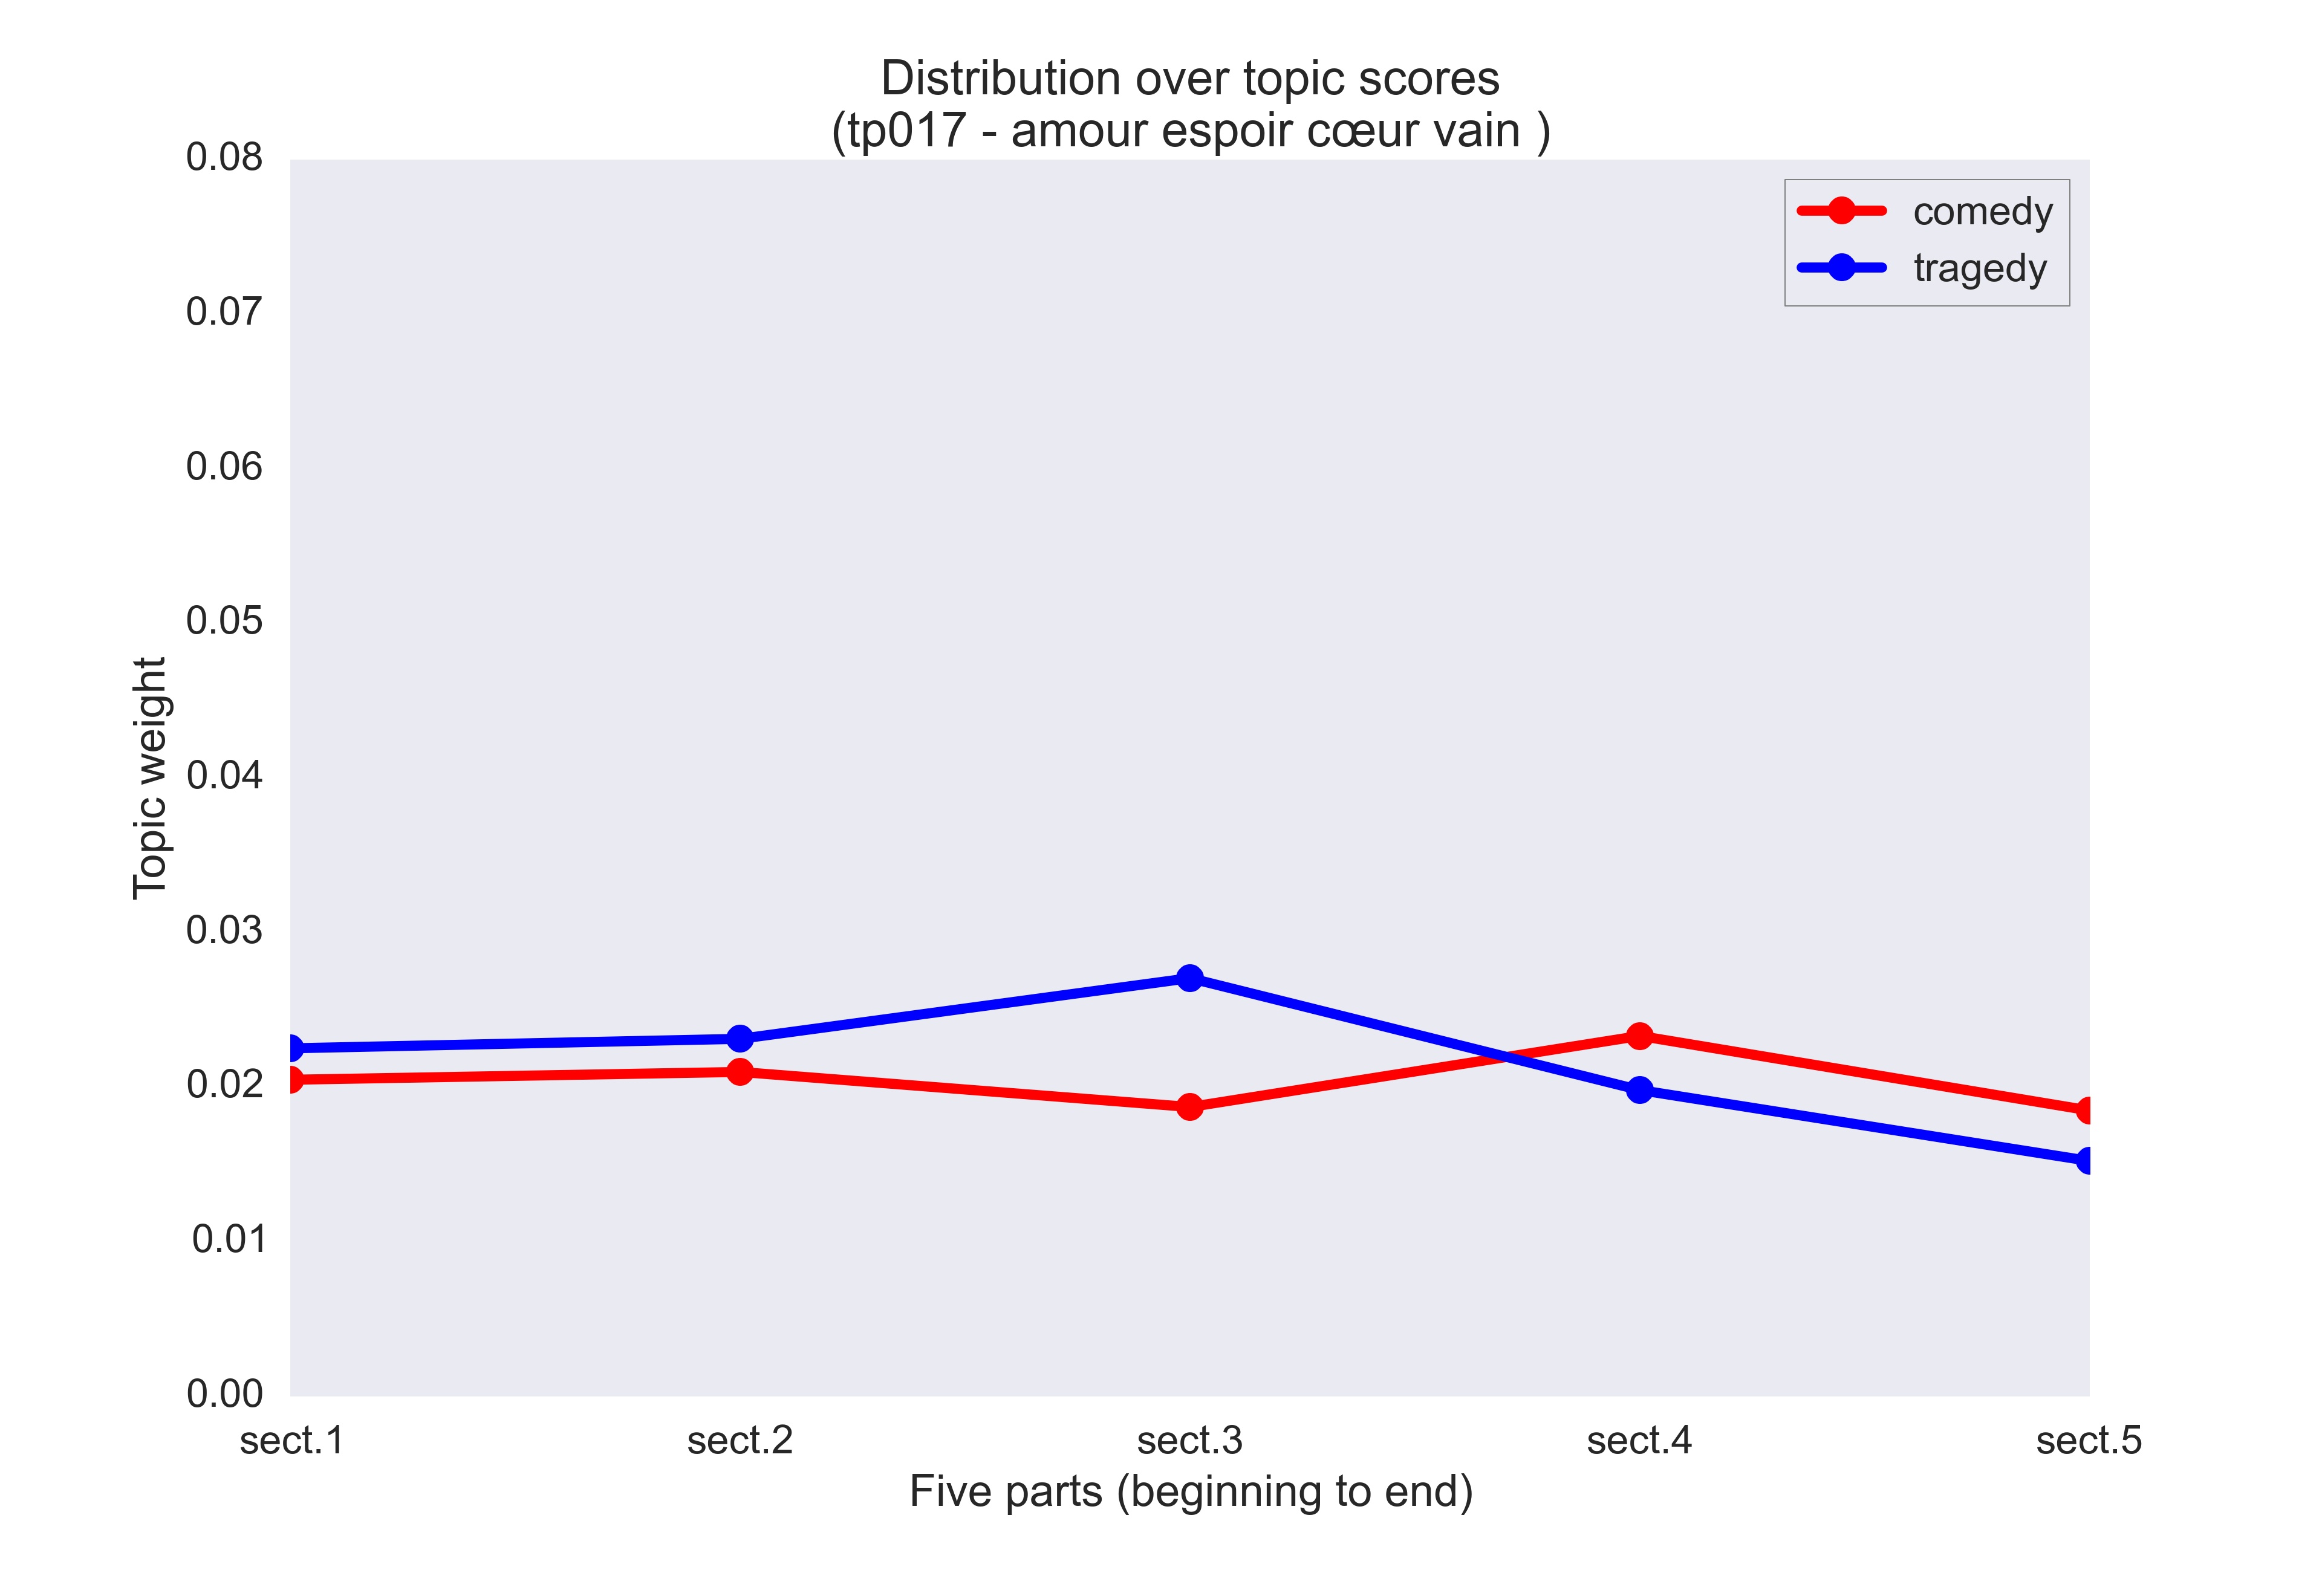 Distribution over topic scores
(tp017 - amour espoir cœur vain )
comedy
tragedy
0.08
0.07
0.06
0.05
0.04
0.03
0.02
0.01
0.00
Topic weight
sect.1
sect.2
sect.3
sect.4
sect.5
Five parts (beginning to end)